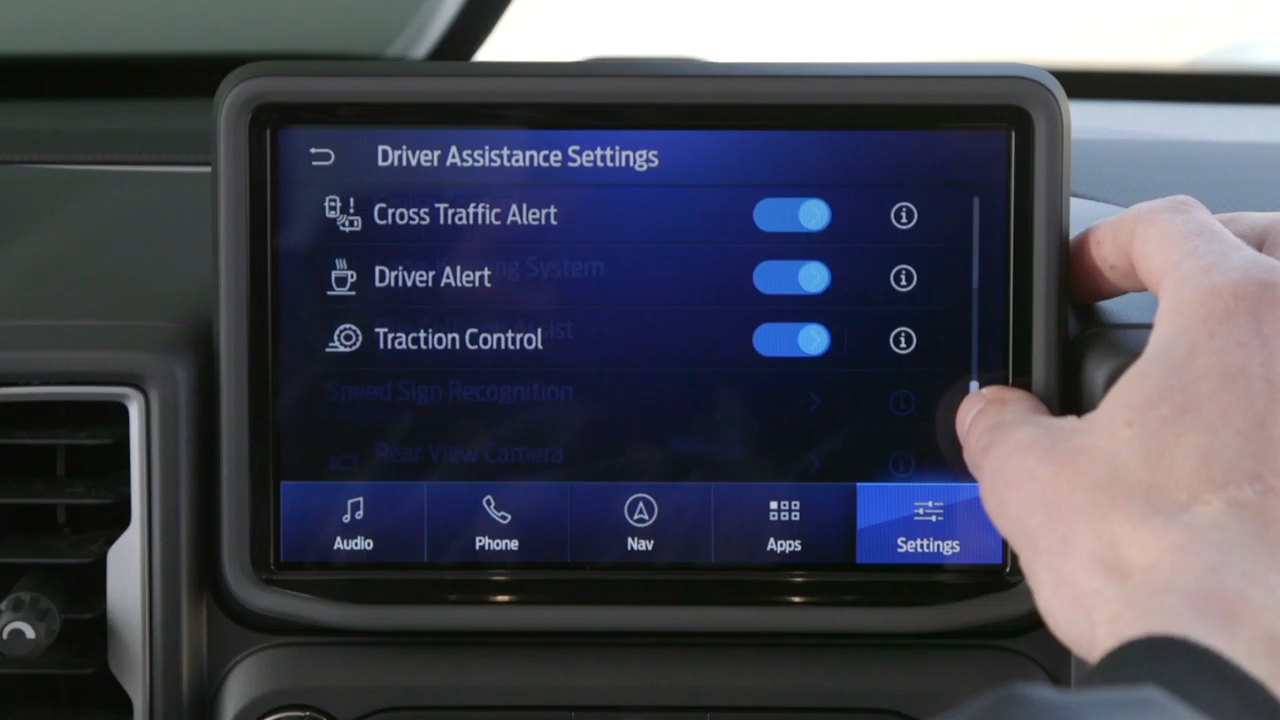 Driver Assistance Settings
Cross Traffic Alert
Driver Alert
Traction Control
Speed Sign Recognition
Rear View Camera
Audio Phone Nav Apps Settings